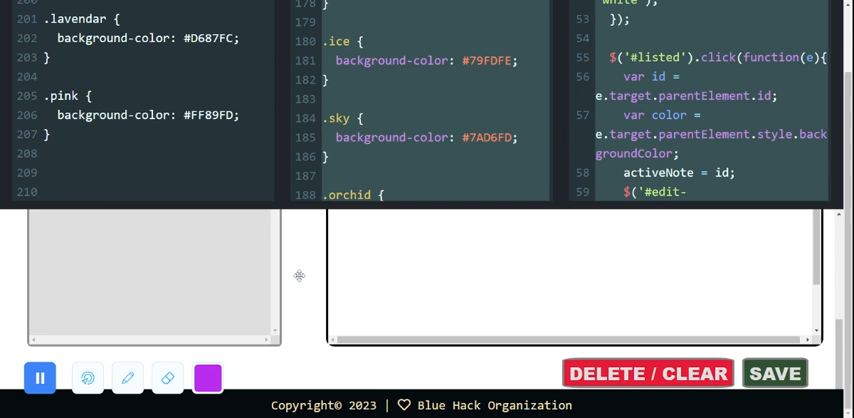 200
201 .lavendar {
202 background-color: #D687FC;
203 }
204
205 .pink {
206 background-color: #FF89FD;
207 }
208
209
210
178 }
179
180 .ice {
181 background-color: #79FDFE;
182 }
183
184 .sky {
185 background-color: #7AD6FD;
186 }
187
188 .orchid {
white");
53 });
54
55 $('#listed').click(function(e){
56 var id =
e.target.parentElement.id;
57 var color =
e.target.parentElement.style.back
groundColor;
58 activeNote = id;
59 $('#edit-
DELETE / CLEAR
SAVE
Copyright© 2023 | ♡ Blue Hack Organization